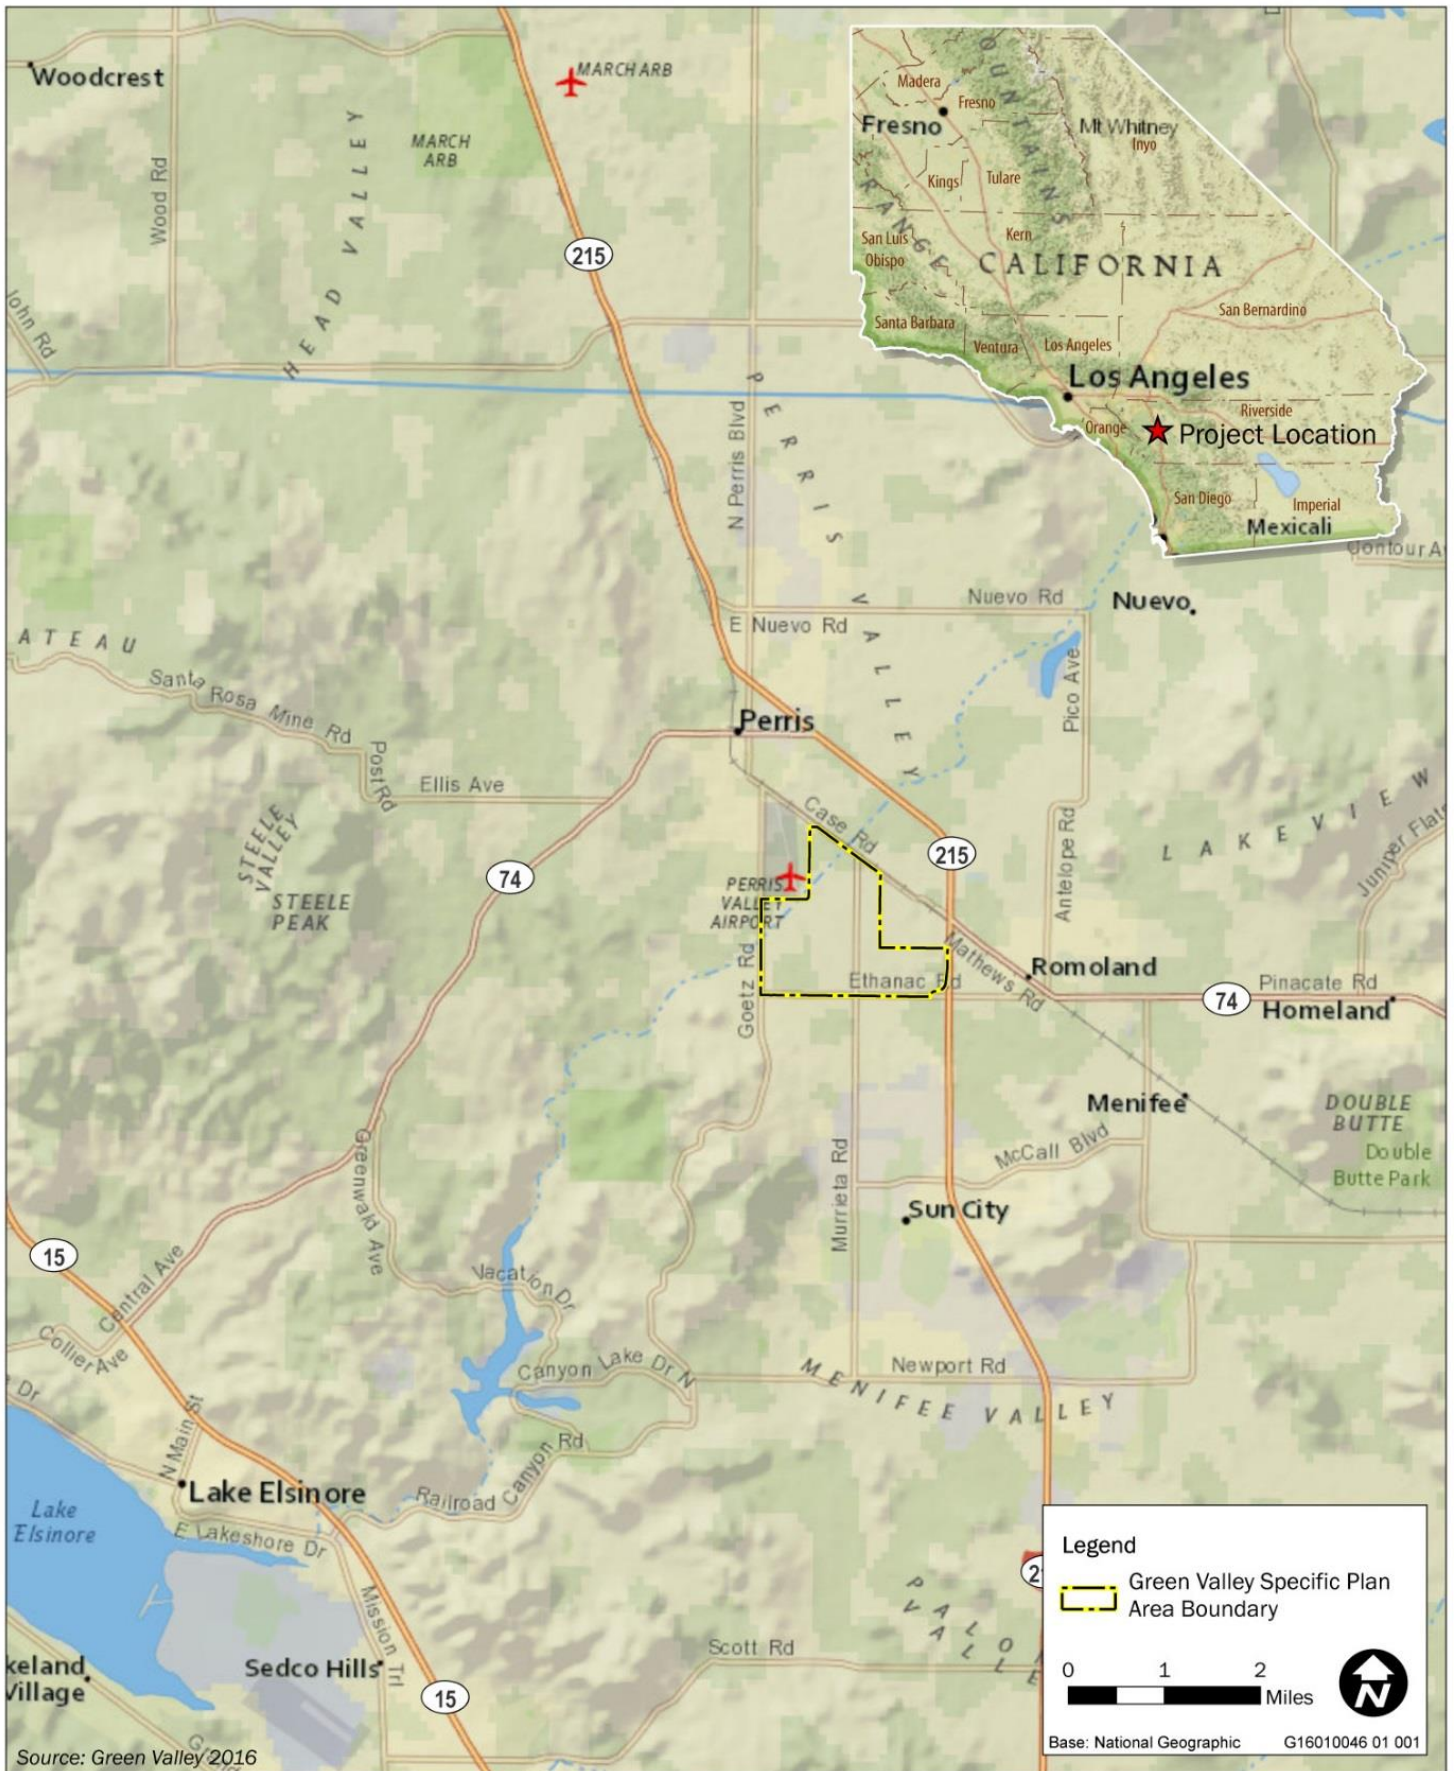 Woodcrest
MARCH ARB
MARCH
ARB
Wood Rd
HEAD VALLEY
215
John Rd
Madera
Fresno
Fresno
Mt Whitney
Inyo
Kings
Tulare
RANGE
San Luis
Obispo
Kern
CALIFORNIA
San Bernardino
Santa Barbara
Ventura
Los Angeles
Los Angeles
Riverside
Orange
Project Location
San Diego
Imperial
Mexicali
N Perris Blvd
PERRIS VALLEY
Nuevo Rd
Nuevo
E Nuevo Rd
ATEAU
Santa Rosa Mine Rd
Post Rd
Ellis Ave
Perris
Pico Ave
Case Rd
215
Antelope Rd
LAKEVIEW
STEELE
VALLEY
STEELE
PEAK
74
PERRIS
VALLEY
AIRPORT
Goetz Rd
Ethanac Rd
Mathews Rd
Romoland
Pinacate Rd
74
Homeland
Menifee
DOUBLE
BUTTE
Double
Butte Park
McCall Blvd
Murrieta Rd
Sun City
Greenwald Ave
15
Central Ave
Collier Ave
Vacation Dr
Canyon Lake Dr N
Newport Rd
MENIFEE VALLEY
Dr
N Main St
Lake Elsinore
Railroad Canyon Rd
Lake
Elsinore
E Lakeshore Dr
Mission Trl
Sedco Hills
keland
Village
15
Scott Rd
Legend
Green Valley Specific Plan
Area Boundary
0 1 2
Miles
N
Base: National Geographic G16010046 01 001
Source: Green Valley 2016